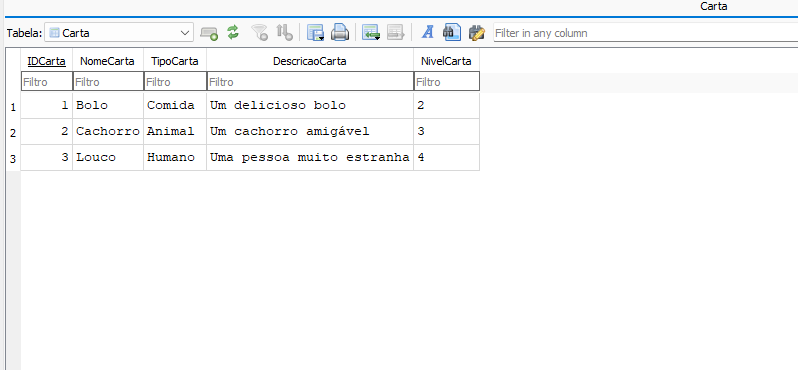 Carta
Tabela: Carta Filter in any column
IDCarta NomeCarta TipoCarta DescricaoCarta NivelCarta
Filtro Filtro Filtro Filtro Filtro
1 1 Bolo Comida Um delicioso bolo 2
2 2 Cachorro Animal Um cachorro amigável 3
3 3 Louco Humano Uma pessoa muito estranha 4